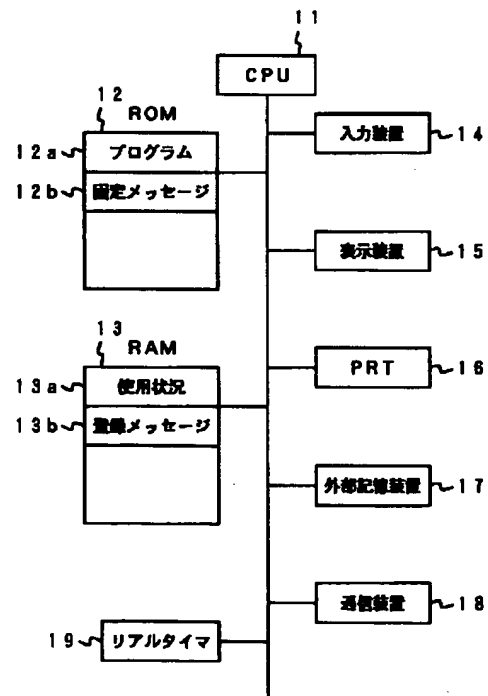 11
CPU
12
ROM
12a
プログラム
12b
固定メッセージ
入力装置
14
表示装置
15
13
RAM
13a
使用状況
13b
登録メッセージ
PRT
16
外部記憶装置
17
通信装置
18
19
リアルタイマ